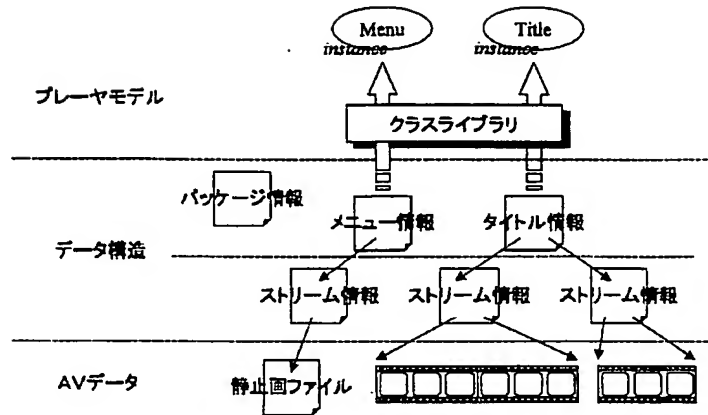 Menu
Title
instance
instance
プレーヤモデル
クラスライブラリ
パッケージ情報
メニュー情報
タイトル情報
データ構造
ストリーム情報
ストリーム情報
ストリーム情報
AVデータ
静止画ファイル